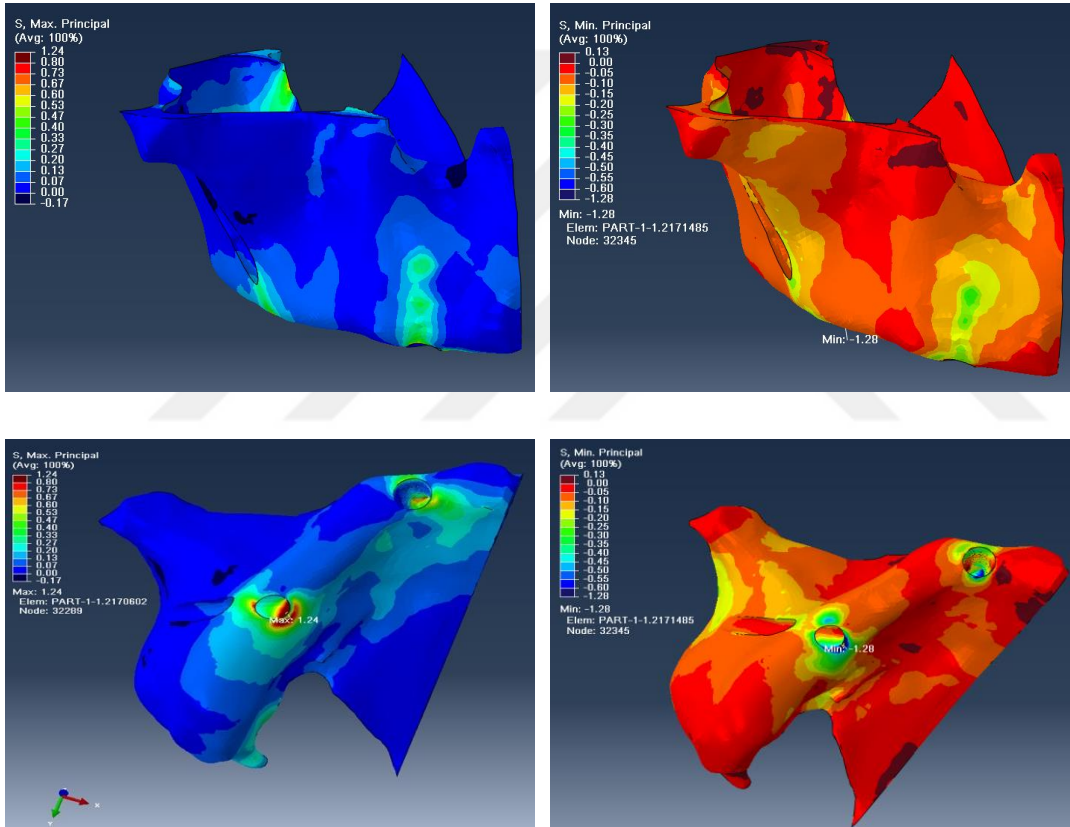 S, Max. Principal
(Avg: 100%)
1.24
0.80
0.73
0.67
0.60
0.53
0.47
0.40
0.33
0.27
0.20
0.13
0.07
0.00
-0.17
S, Min. Principal
(Avg: 100%)
0.13
0.00
-0.05
-0.10
-0.15
-0.20
-0.25
-0.30
-0.35
-0.40
-0.45
-0.50
-0.55
-0.60
-1.28
Min: -1.28
Elem: PART-1-1.2171485
Node: 32345
Min: -1.28
S, Max. Principal
(Avg: 100%)
1.24
0.80
0.73
0.67
0.60
0.53
0.47
0.40
0.33
0.27
0.20
0.13
0.07
0.00
-0.17
Max: 1.24
Elem: PART-1-1.2170602
Node: 32289
Max: 1.24
X
Y
S, Min. Principal
(Avg: 100%)
0.13
0.00
-0.05
-0.10
-0.15
-0.20
-0.25
-0.30
-0.35
-0.40
-0.45
-0.50
-0.55
-0.60
-1.28
Min: -1.28
Elem: PART-1-1.2171485
Node: 32345
Min: -1.28